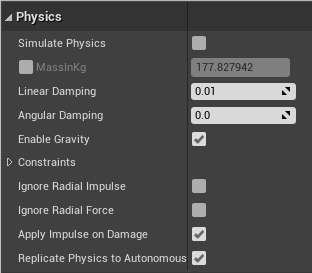 Physics
Simulate Physics
MassInKg 177.827942
Linear Damping 0.01
Angular Damping 0.0
Enable Gravity
Constraints
Ignore Radial Impulse
Ignore Radial Force
Apply Impulse on Damage
Replicate Physics to Autonomous